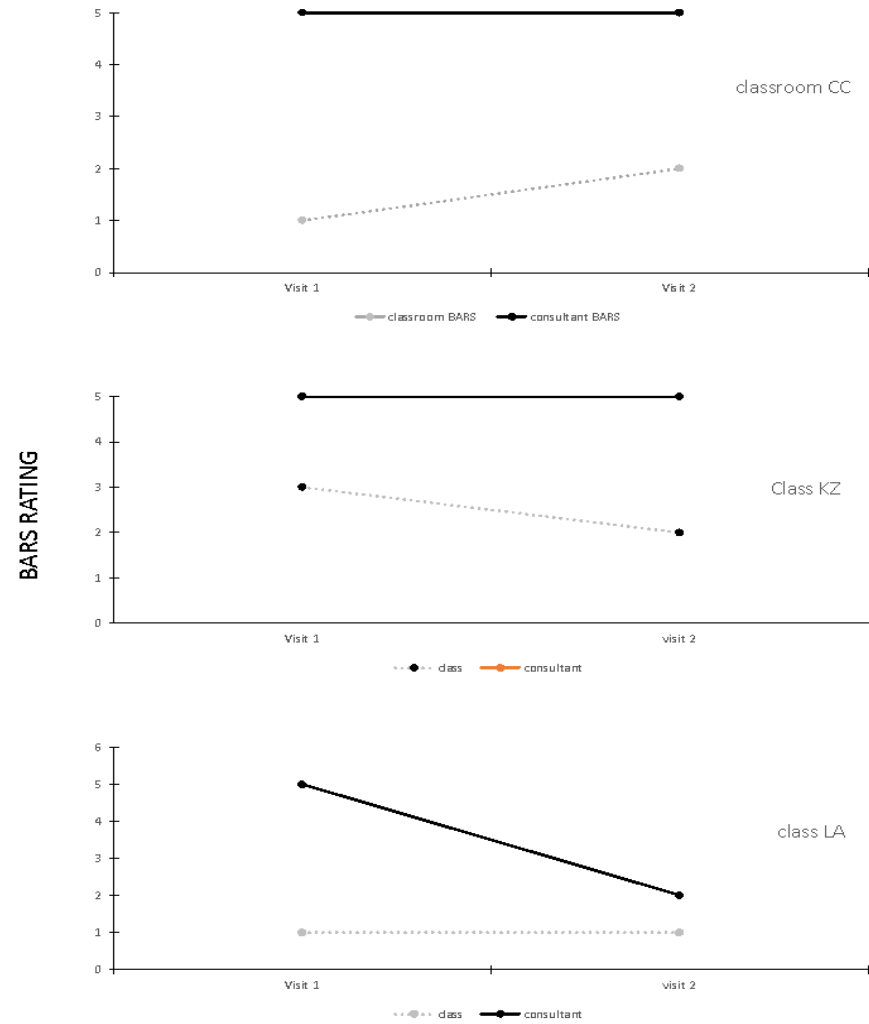 5
classroom CC
4
3
2
1
0
Visit 1 Visit 2
classroom BARS consultant BARS
BARS RATING
5
4
Class KZ
3
2
1
0
Visit 1 visit 2
class consultant
6
5
class LA
4
3
2
1
0
Visit 1 visit 2
class consultant